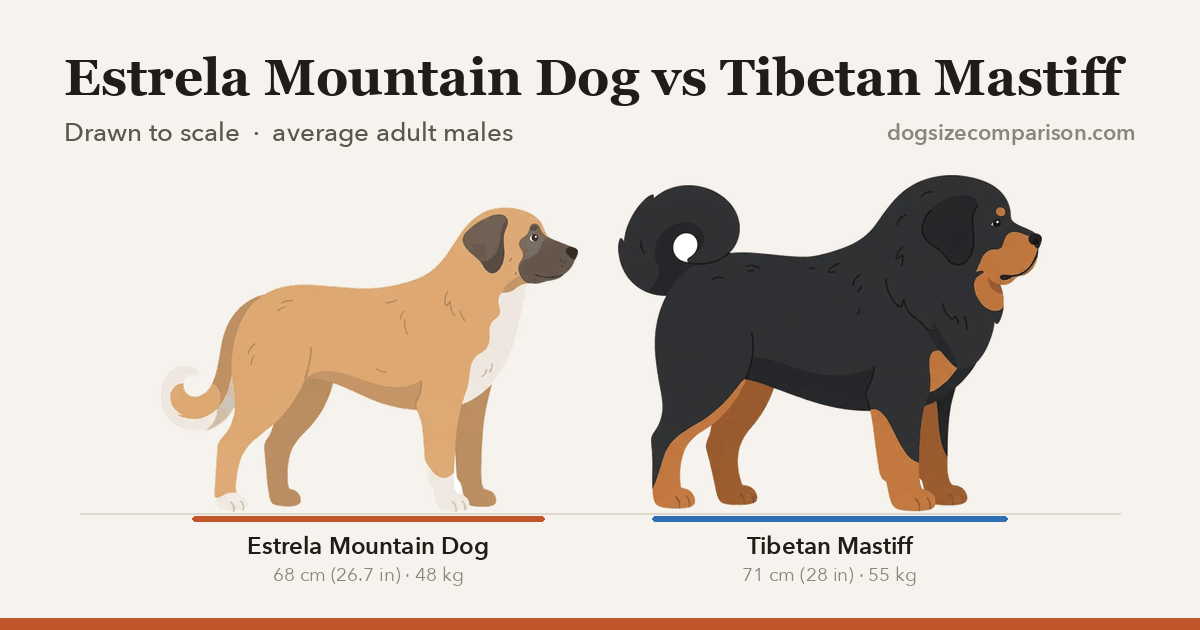 Estrela Mountain Dog vs Tibetan Mastiff
Drawn to scale · average adult males
dogsizecomparison.com
Estrela Mountain Dog
68 cm (26.7 in) · 48 kg
Tibetan Mastiff
71 cm (28 in) · 55 kg